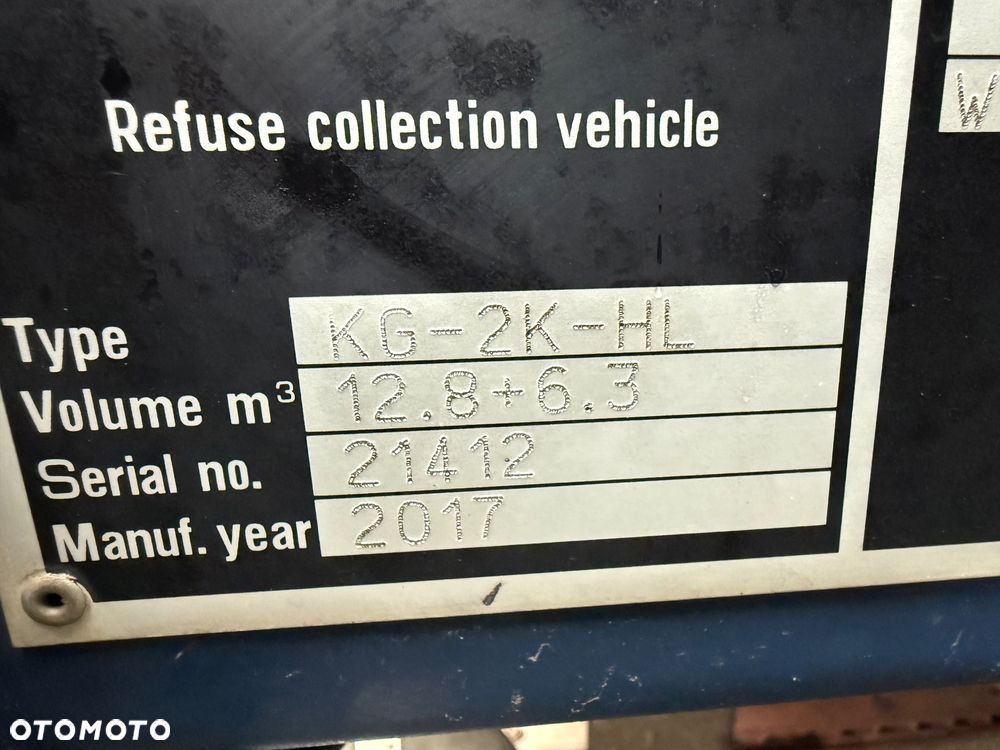 Refuse collection vehicle
W
Type KG-2K-HL
Volume m³ 12.8+6.3
Serial no. 21412
Manuf. year 2017
OTOMOTO